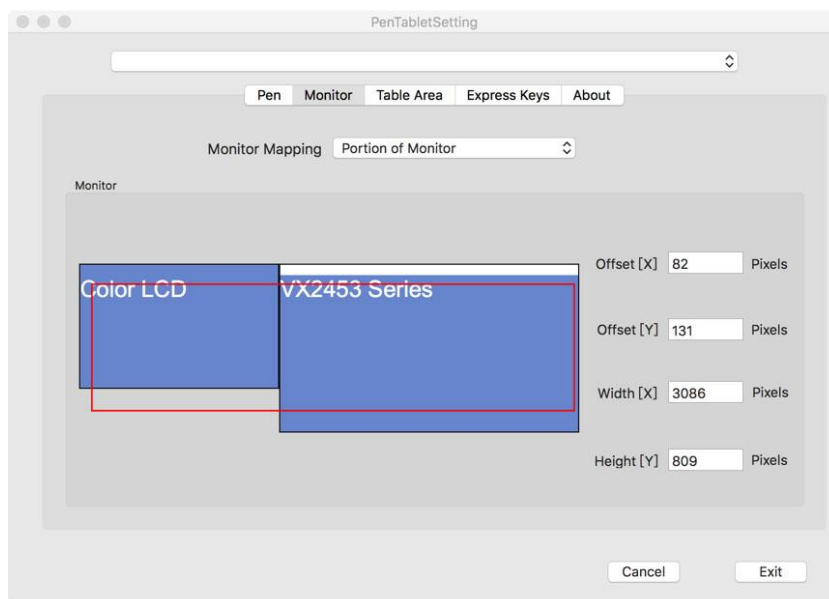 PenTabletSetting
Pen Monitor Table Area Express Keys About
Monitor Mapping Portion of Monitor
Monitor
Color LCD VX2453 Series
Offset [X] 82 Pixels
Offset [Y] 131 Pixels
Width [X] 3086 Pixels
Height [Y] 809 Pixels
Cancel Exit